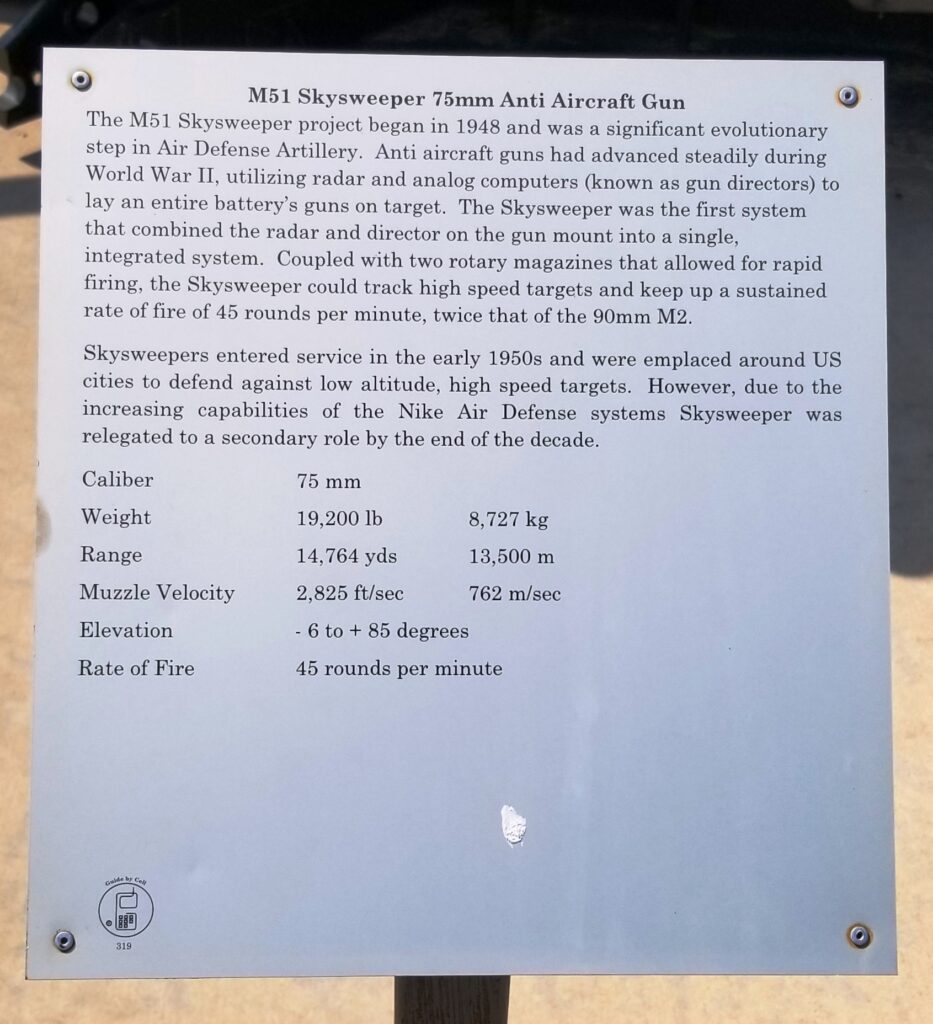 M51 Skysweeper 75mm Anti Aircraft Gun
The M51 Skysweeper project began in 1948 and was a significant evolutionary
step in Air Defense Artillery.  Anti aircraft guns had advanced steadily during
World War II, utilizing radar and analog computers (known as gun directors) to
lay an entire battery's guns on target.  The Skysweeper was the first system
that combined the radar and director on the gun mount into a single,
integrated system.  Coupled with two rotary magazines that allowed for rapid
firing, the Skysweeper could track high speed targets and keep up a sustained
rate of fire of 45 rounds per minute, twice that of the 90mm M2.
Skysweepers entered service in the early 1950s and were emplaced around US
cities to defend against low altitude, high speed targets.  However, due to the
increasing capabilities of the Nike Air Defense systems Skysweeper was
relegated to a secondary role by the end of the decade.
Caliber 75 mm
Weight 19,200 lb 8,727 kg
Range 14,764 yds 13,500 m
Muzzle Velocity 2,825 ft/sec 762 m/sec
Elevation - 6 to + 85 degrees
Rate of Fire 45 rounds per minute
Guide by Cell
319